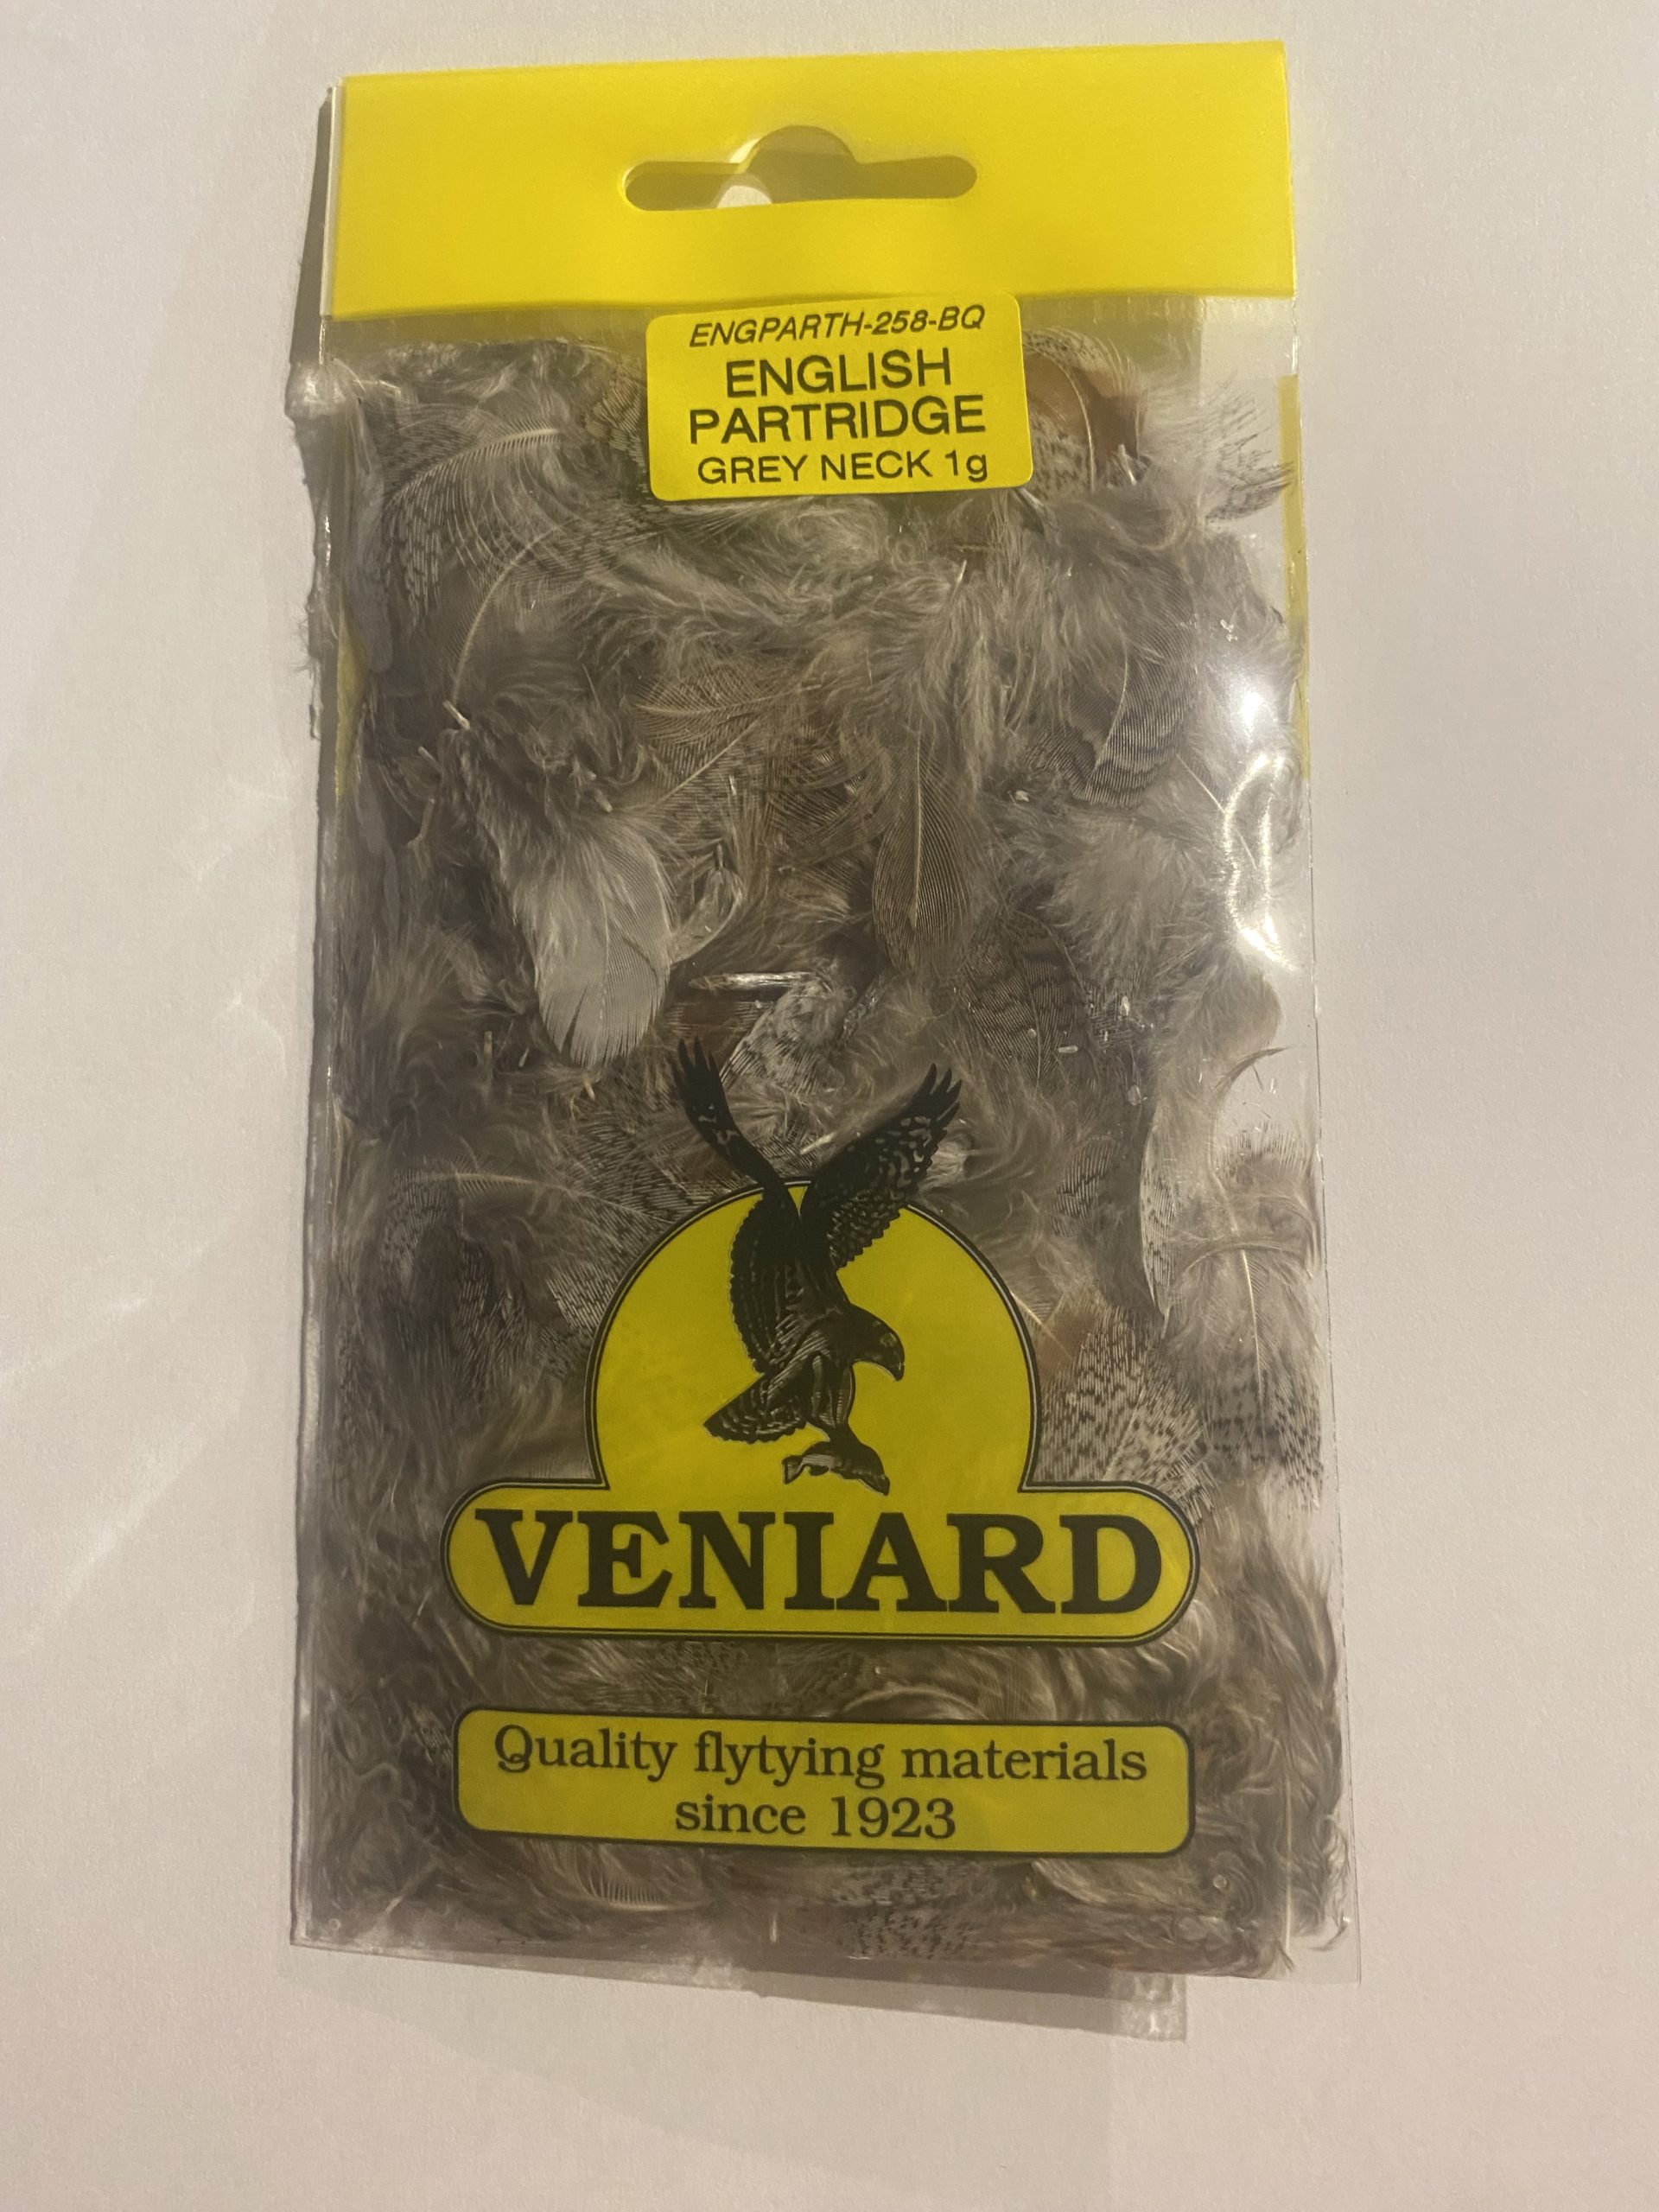 ENGPARTH-258-BQ
ENGLISH
PARTRIDGE
GREY NECK 1g
VENIARD
Quality flytying materials
since 1923